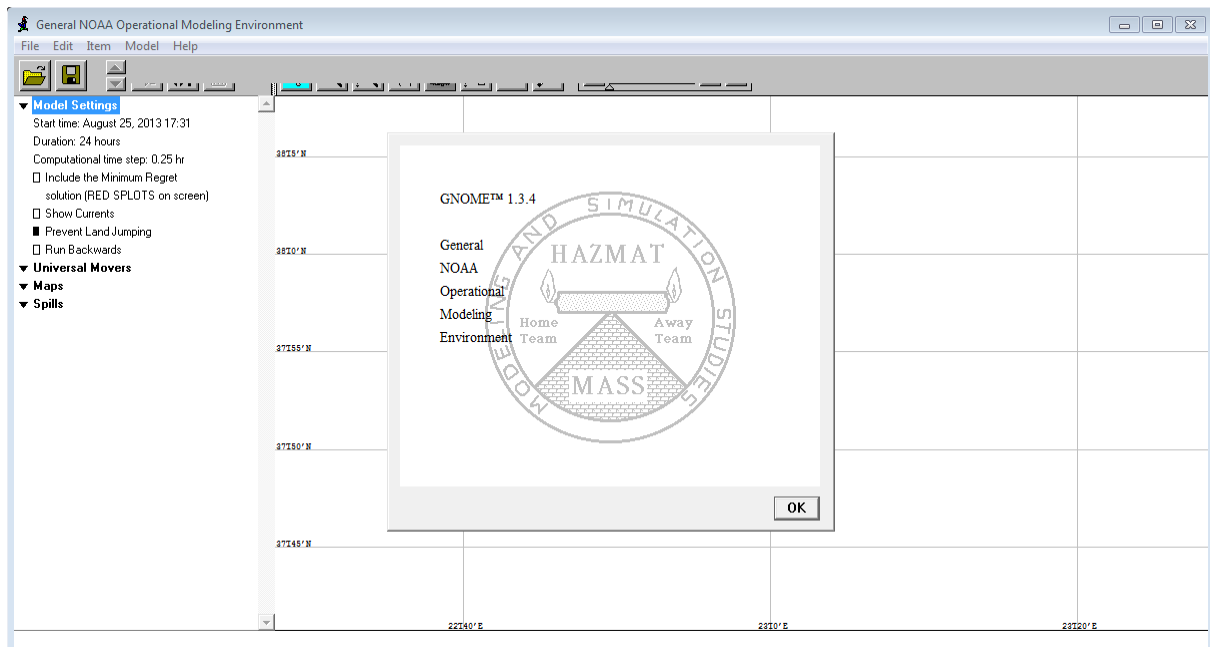 General NOAA Operational Modeling Environment
File Edit Item Model Help
Model Settings
Start time: August 25, 2013 17:31
Duration: 24 hours
Computational time step: 0.25 hr
Include the Minimum Regret
solution (RED SPLOTS on screen)
Show Currents
Prevent Land Jumping
Run Backwards
Universal Movers
Maps
Spills
38T5'N
38T0'N
37T55'N
37T50'N
37T45'N
22T40'E 23T0'E 23T20'E
GNOME™ 1.3.4
General
NOAA
Operational
Modeling
Environment
MODELING AND SIMULATION STUDIES
HAZMAT
Home Team
Away Team
MASS
OK